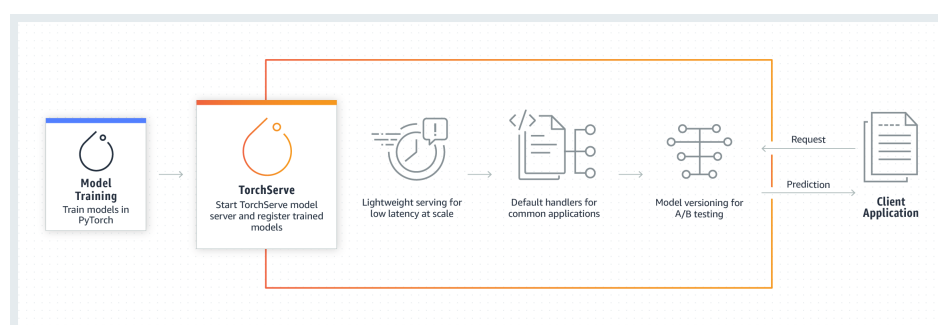 Model
Training
Train models in
PyTorch
TorchServe
Start TorchServe model
server and register trained
models
Lightweight serving for
low latency at scale
</>
Default handlers for
common applications
Model versioning for
A/B testing
Request
Prediction
Client
Application